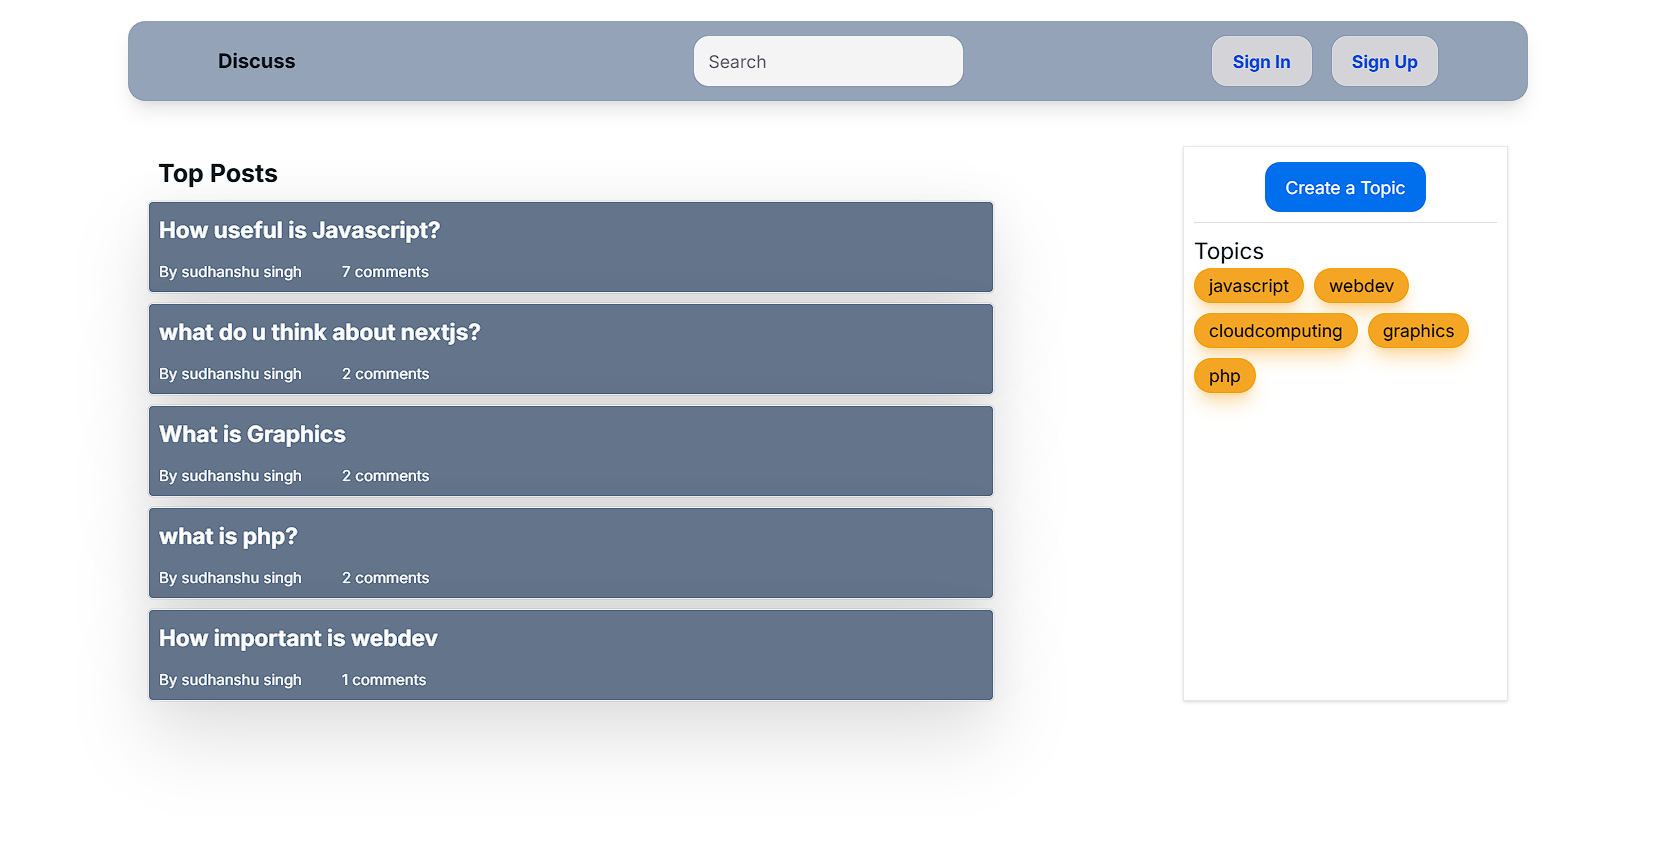 Discuss
Search
Sign In
Sign Up
Top Posts
How useful is Javascript?
By sudhanshu singh 7 comments
what do u think about nextjs?
By sudhanshu singh 2 comments
What is Graphics
By sudhanshu singh 2 comments
what is php?
By sudhanshu singh 2 comments
How important is webdev
By sudhanshu singh 1 comments
Create a Topic
Topics
javascript webdev
cloudcomputing graphics
php